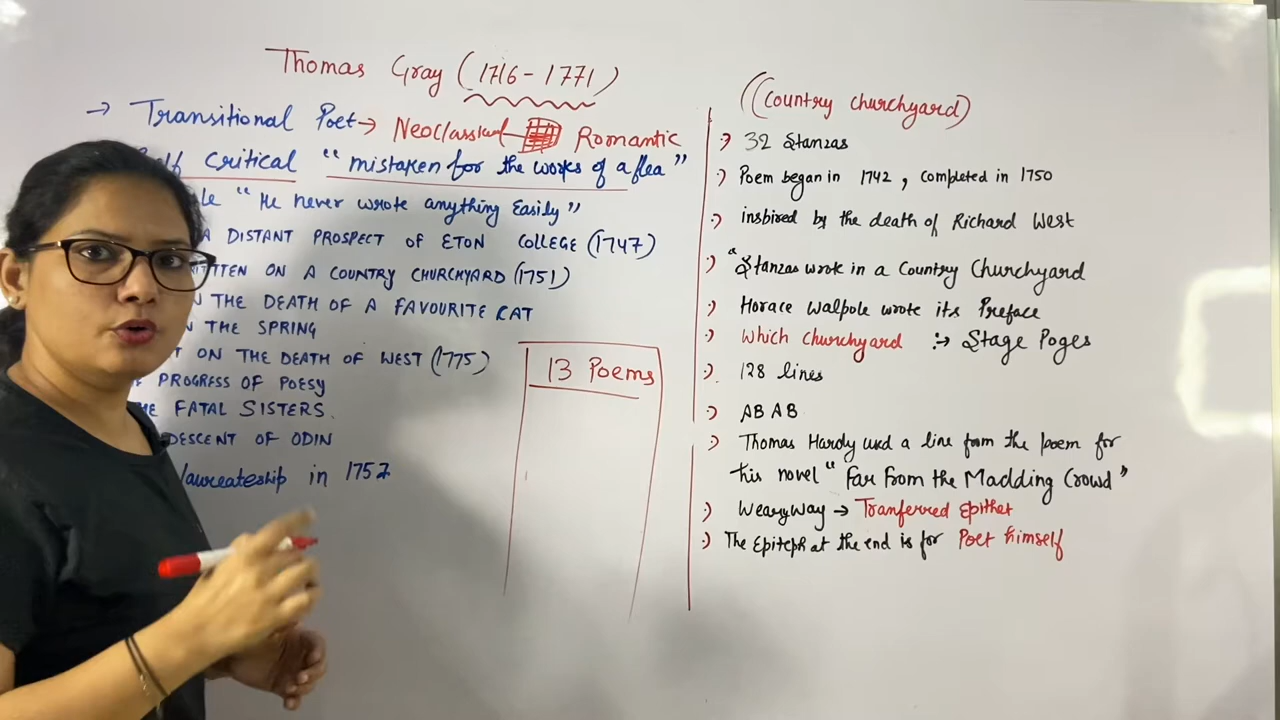 Thomas Gray (1716 - 1771)
→ Transitional Poet → Neoclassical — Romantic
critical "mistaken for the works of a flea"
"He never wrote anything Easily"
A DISTANT PROSPECT OF ETON COLLEGE (1747)
ON A COUNTRY CHURCHYARD (1751)
THE DEATH OF A FAVOURITE CAT
THE SPRING
ON THE DEATH OF WEST (1775)
PROGRESS OF POESY
FATAL SISTERS.
DESCENT OF ODIN
laureateship in 1757
13 Poems
((Country Churchyard)
:) 32 Stanzas
:) Poem began in 1742, completed in 1750
:) insbired by the death of Richard West
:) "Stanzas wrok in a Country Churchyard
:) Horace Walpole wrote its Preface
:) Which churchyard :→ Stage Poges
:) 128 lines
:) AB AB
:) Thomas Hardy used a line from the poem for
his novel "Far From the Madding Crowd"
:) Weary way → Tranferred Epithet
:) The Epiteph at the end is for Poet himself